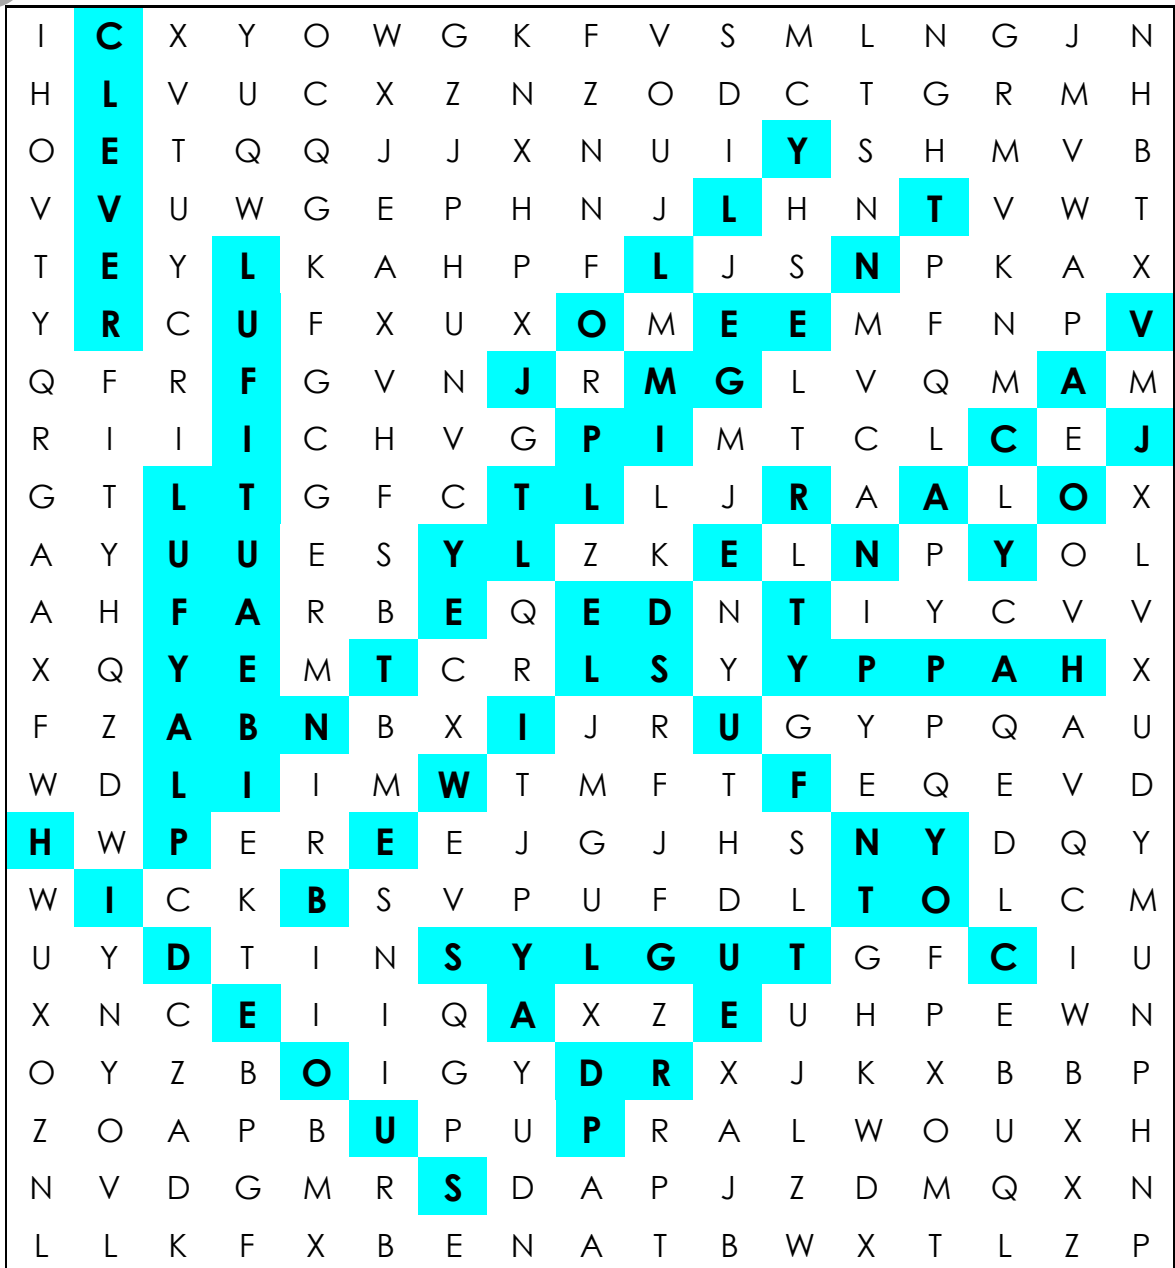 I C X Y O W G K F V S M L N G J N
H L V U C X Z N Z O D C T G R M H
O E T Q Q J J X N U I Y S H M V B
V V U W G E P H N J L H N T V W T
T E Y L K A H P F L J S N P K A X
Y R C U F X U X O M E E M F N P V
Q F R F G V N J R M G L V Q M A M
R I I I C H V G P I M T C L C E J
G T L T G F C T L L J R A A L O X
A Y U U E S Y L Z K E L N P Y O L
A H F A R B E Q E D N T I Y C V V
X Q Y E M T C R L S Y Y P P A H X
F Z A B N B X I J R U G Y P Q A U
W D L I I M W T M F T F E Q E V D
H W P E R E E J G J H S N Y D Q Y
W I C K B S V P U F D L T O L C M
U Y D T I N S Y L G U T G F C I U
X N C E I I Q A X Z E U H P E W N
O Y Z B O I G Y D R X J K X B B P
Z O A P B U P U P R A L W O U X H
N V D G M R S D A P J Z D M Q X N
L L K F X B E N A T B W X T L Z P